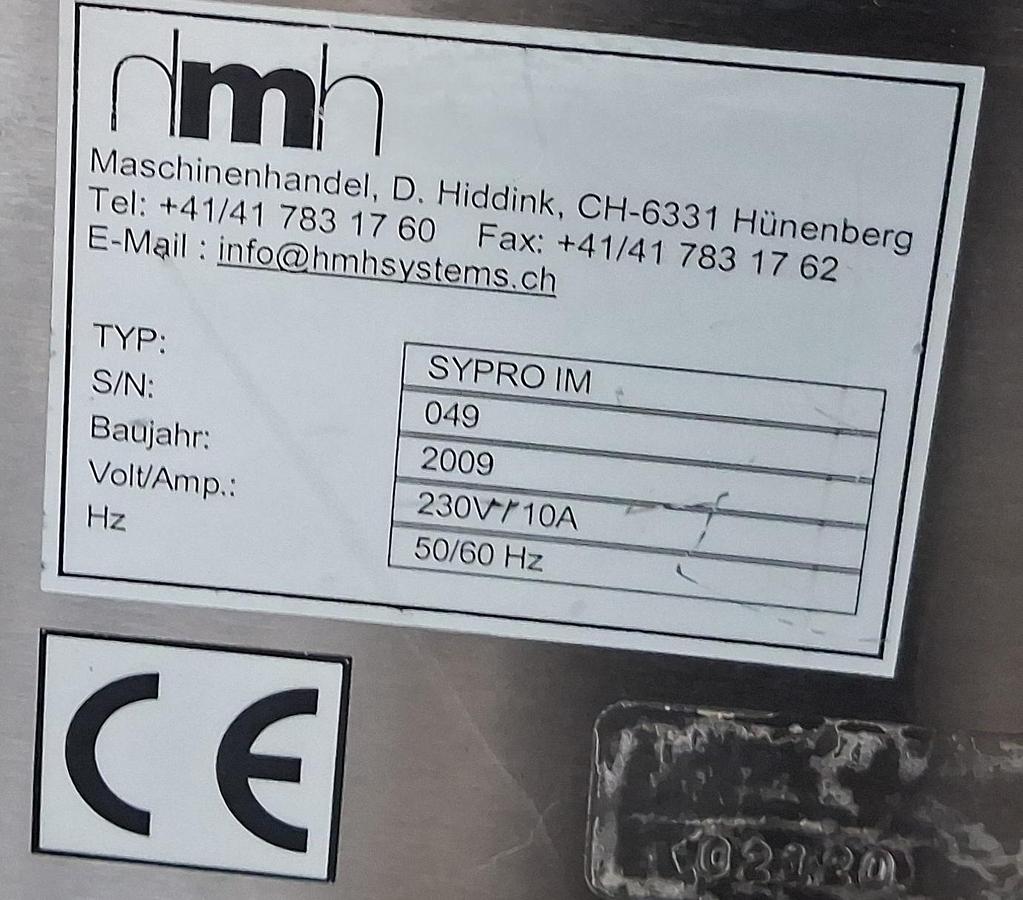 hmh
Maschinenhandel, D. Hiddink, CH-6331 Hünenberg
Tel: +41/41 783 17 60 Fax: +41/41 783 17 62
E-Mail : info@hmhsystems.ch
TYP: SYPRO IM
S/N: 049
Baujahr: 2009
Volt/Amp.: 230V / 10A
Hz 50/60 Hz
CE